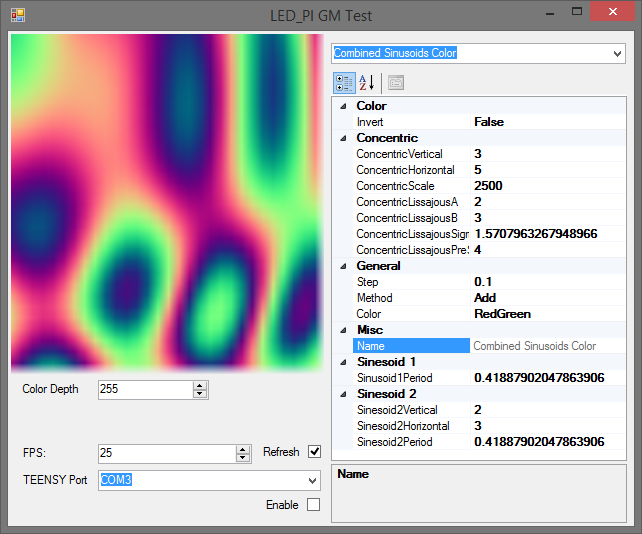 LED_PI GM Test
Combined Sinusoids Color
Color
Invert False
Concentric
ConcentricVertical 3
ConcentricHorizontal 5
ConcentricScale 2500
ConcentricLissajousA 2
ConcentricLissajousB 3
ConcentricLissajousSign 1.5707963267948966
ConcentricLissajousPreS 4
General
Step 0.1
Method Add
Color RedGreen
Misc
Name Combined Sinusoids Color
Sinesoid 1
Sinusoid1Period 0.41887902047863906
Sinesoid 2
Sinesoid2Vertical 2
Sinesoid2Horizontal 3
Sinesoid2Period 0.41887902047863906
Name
Color Depth 255
FPS: 25 Refresh
TEENSY Port COM3
Enable